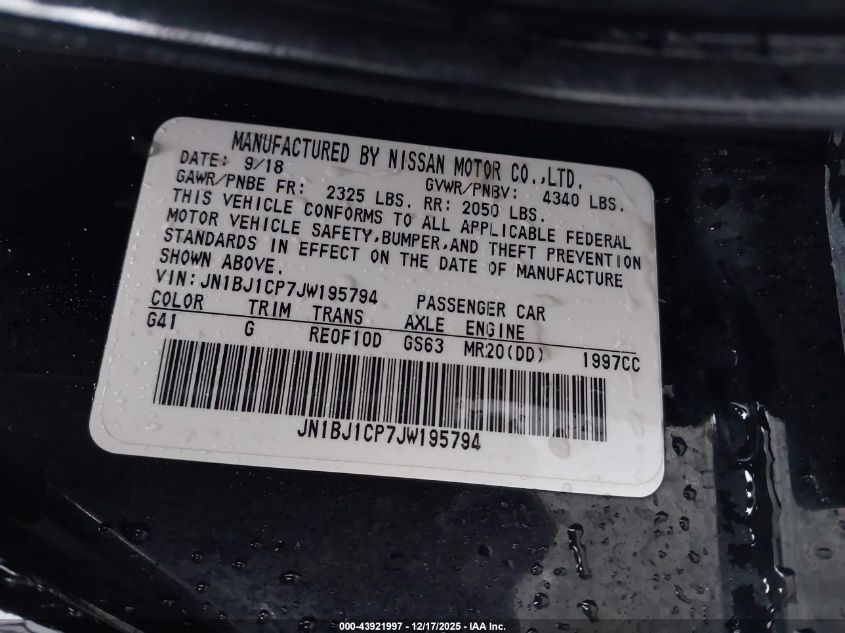 MANUFACTURED BY NISSAN MOTOR CO.,LTD.
DATE: 9/18 GVWR/PNBV: 4340 LBS.
GAWR/PNBE FR: 2325 LBS. RR: 2050 LBS.
THIS VEHICLE CONFORMS TO ALL APPLICABLE FEDERAL
MOTOR VEHICLE SAFETY,BUMPER,AND THEFT PREVENTION
STANDARDS IN EFFECT ON THE DATE OF MANUFACTURE
SHOWN ABOVE.
VIN:JN1BJ1CP7JW195794 PASSENGER CAR
COLOR TRIM TRANS AXLE ENGINE
G41 G RE0F10D GS63 MR20(DD) 1997CC
JN1BJ1CP7JW195794
000-43921997 - 12/17/2025 - IAA Inc.